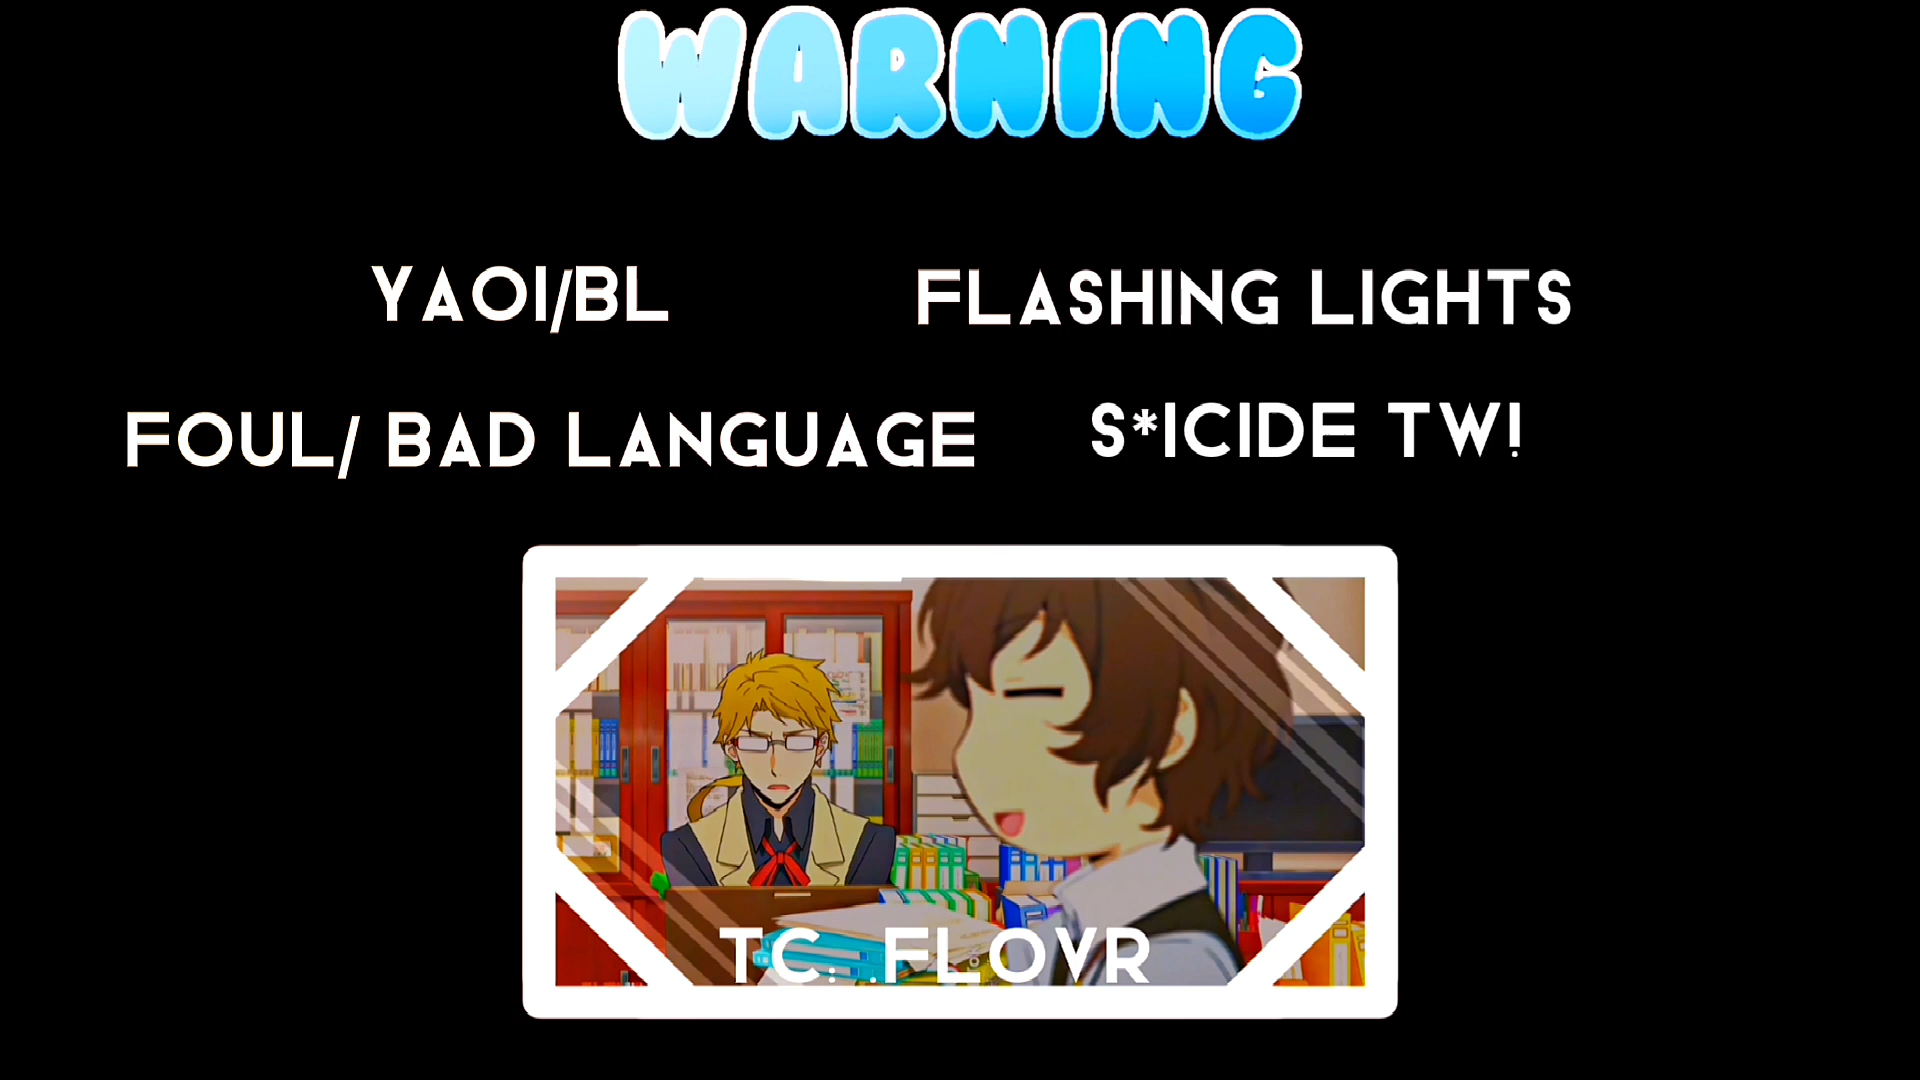 WARNING
YAOI/BL
FLASHING LIGHTS
FOUL/ BAD LANGUAGE
S*ICIDE TW!
TC: .FLOVR